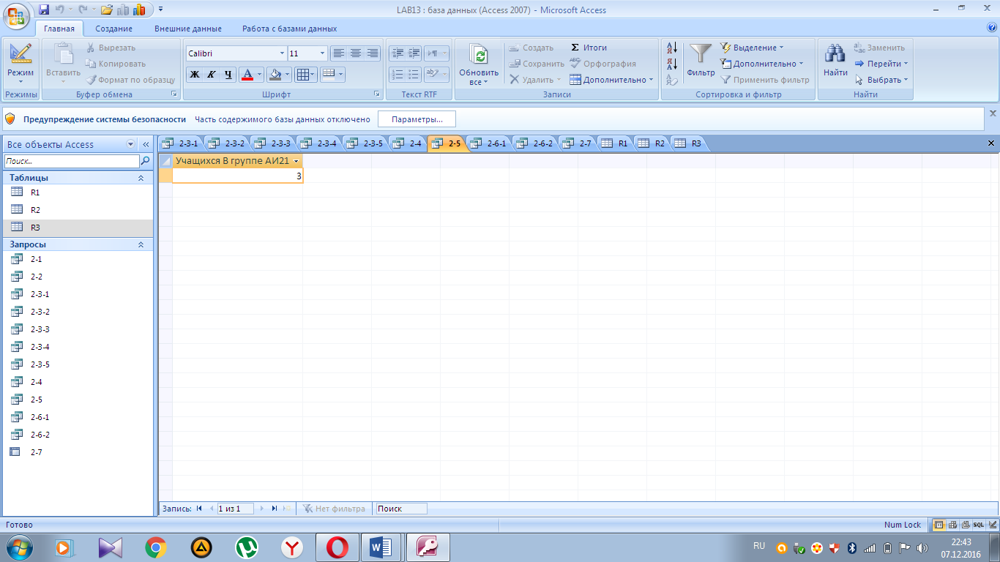 LAB13 : база данных (Access 2007) - Microsoft Access
Главная Создание Внешние данные Работа с базами данных
Режим
Режимы
Вставить
Вырезать
Копировать
Формат по образцу
Буфер обмена
Calibri 11
Ж К Ч А
Шрифт
Текст RTF
Обновить все
Создать
Сохранить
Удалить
Итоги
Орфография
Дополнительно
Записи
Фильтр
Выделение
Дополнительно
Применить фильтр
Сортировка и фильтр
Найти
Заменить
Перейти
Выбрать
Найти
Предупреждение системы безопасности Часть содержимого базы данных отключено Параметры...
Все объекты Access
Поиск...
Таблицы
R1
R2
R3
Запросы
2-1
2-2
2-3-1
2-3-2
2-3-3
2-3-4
2-3-5
2-4
2-5
2-6-1
2-6-2
2-7
2-3-1 2-3-2 2-3-3 2-3-4 2-3-5 2-4 2-5 2-6-1 2-6-2 2-7 R1 R2 R3
Учащихся В группе АИ21
3
Запись: 1 из 1 Нет фильтра Поиск
Готово Num Lock SQL
RU 22:43
07.12.2016